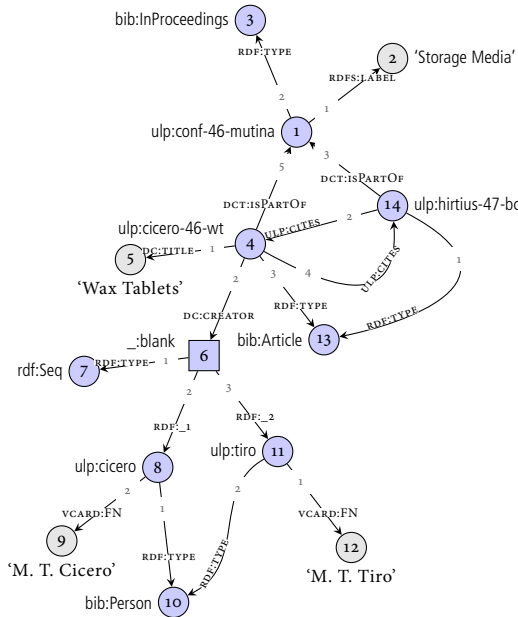 bib:InProceedings
3
RDF:TYPE
2
'Storage Media'
RDFS:LABEL
2
1
1
ulp:conf-46-mutina
5
3
DCT:ISPARTOF
DCT:ISPARTOF
14
ulp:hirtius-47-bc
ulp:cicero-46-wt
ULP:CITES
2
4
5
DC:TITLE
1
'Wax Tablets'
2
3
4
ULP:CITES
1
DC:CREATOR
RDF:TYPE
RDF:TYPE
_:blank
bib:Article
13
6
rdf:Seq
7
RDF:TYPE
1
2
3
RDF:_1
RDF:_2
ulp:cicero
8
ulp:tiro
11
2
1
2
1
VCARD:FN
VCARD:FN
9
12
'M. T. Cicero'
RDF:TYPE
RDF:TYPE
'M. T. Tiro'
bib:Person
10